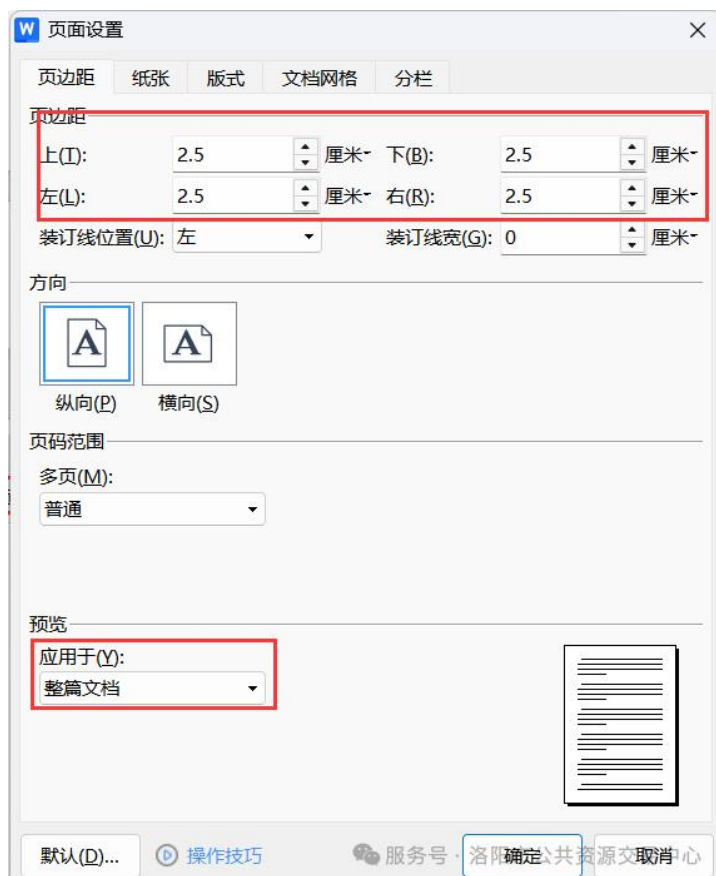 W 页面设置
页边距 纸张 版式 文档网格 分栏
页边距
上(T): 2.5 厘米 下(B): 2.5 厘米
左(L): 2.5 厘米 右(R): 2.5 厘米
装订线位置(U): 左 装订线宽(G): 0 厘米
方向
A A
纵向(P) 横向(S)
页码范围
多页(M):
普通
预览
应用于(Y):
整篇文档
默认(D)... 操作技巧 确定 取消
服务号 · 洛阳 公共资源交 中心